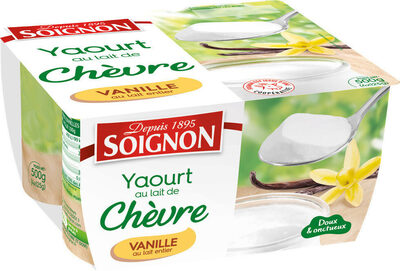 Depuis 1895
SOIGNON
Yaourt
au lait de
Chèvre
VANILLE
au lait entier
500g
Depuis 1895
SOIGNON
Yaourt
au lait de
Chèvre
VANILLE
au lait entier
Doux
& onctueux
500g